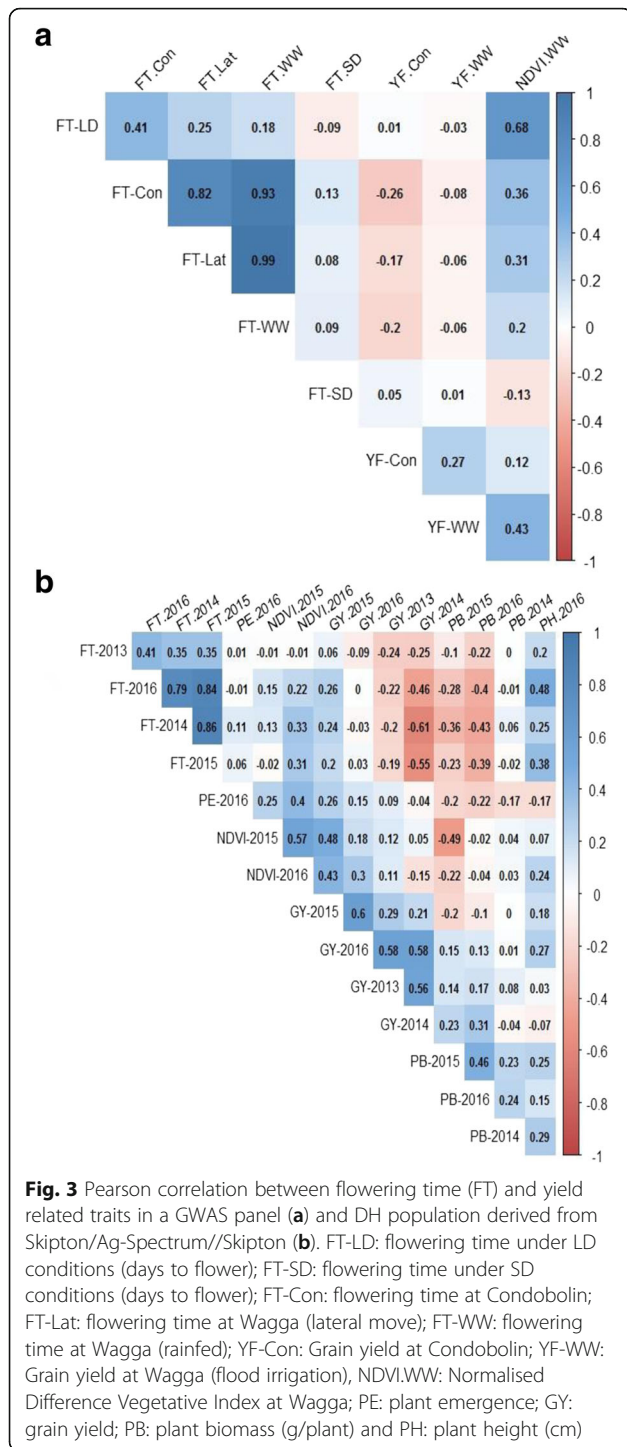 a
FT.Con FT.Lat FT.WW FT.SD YF.Con YF.WW NDVI.WW
FT-LD 0.41 0.25 0.18 -0.09 0.01 -0.03 0.68
FT-Con 0.82 0.93 0.13 -0.26 -0.08 0.36
FT-Lat 0.99 0.08 -0.17 -0.06 0.31
FT-WW 0.09 -0.2 -0.06 0.2
FT-SD 0.05 0.01 -0.13
YF-Con 0.27 0.12
YF-WW 0.43
1
0.8
0.6
0.4
0.2
0
-0.2
-0.4
-0.6
-0.8
-1
b
FT.2016 FT.2014 FT.2015 PE.2016 NDVI.2015 NDVI.2016 GY.2015 GY.2016 GY.2013 GY.2014 PB.2015 PB.2016 PB.2014 PH.2016
FT-2013 0.41 0.35 0.35 0.01 -0.01 -0.01 0.06 -0.09 -0.24 -0.25 -0.1 -0.22 0 0.2
FT-2016 0.79 0.84 -0.01 0.15 0.22 0.26 0 -0.22 -0.46 -0.28 -0.4 -0.01 0.48
FT-2014 0.86 0.11 0.13 0.33 0.24 -0.03 -0.2 -0.61 -0.36 -0.43 0.06 0.25
FT-2015 0.06 -0.02 0.31 0.2 0.03 -0.19 -0.55 -0.23 -0.39 -0.02 0.38
PE-2016 0.25 0.4 0.26 0.15 0.09 -0.04 -0.2 -0.22 -0.17 -0.17
NDVI-2015 0.57 0.48 0.18 0.12 0.05 -0.49 -0.02 0.04 0.07
NDVI-2016 0.43 0.3 0.11 -0.15 -0.22 -0.04 0.03 0.24
GY-2015 0.6 0.29 0.21 -0.2 -0.1 0 0.18
GY-2016 0.58 0.58 0.15 0.13 0.01 0.27
GY-2013 0.56 0.14 0.17 0.08 0.03
GY-2014 0.23 0.31 -0.04 -0.07
PB-2015 0.46 0.23 0.25
PB-2016 0.24 0.15
PB-2014 0.29
1
0.8
0.6
0.4
0.2
0
-0.2
-0.4
-0.6
-0.8
-1
Fig. 3 Pearson correlation between flowering time (FT) and yield
related traits in a GWAS panel (a) and DH population derived from
Skipton/Ag-Spectrum//Skipton (b). FT-LD: flowering time under LD
conditions (days to flower); FT-SD: flowering time under SD
conditions (days to flower); FT-Con: flowering time at Condobolin;
FT-Lat: flowering time at Wagga (lateral move); FT-WW: flowering
time at Wagga (rainfed); YF-Con: Grain yield at Condobolin; YF-WW:
Grain yield at Wagga (flood irrigation), NDVI.WW: Normalised
Difference Vegetative Index at Wagga; PE: plant emergence; GY:
grain yield; PB: plant biomass (g/plant) and PH: plant height (cm)